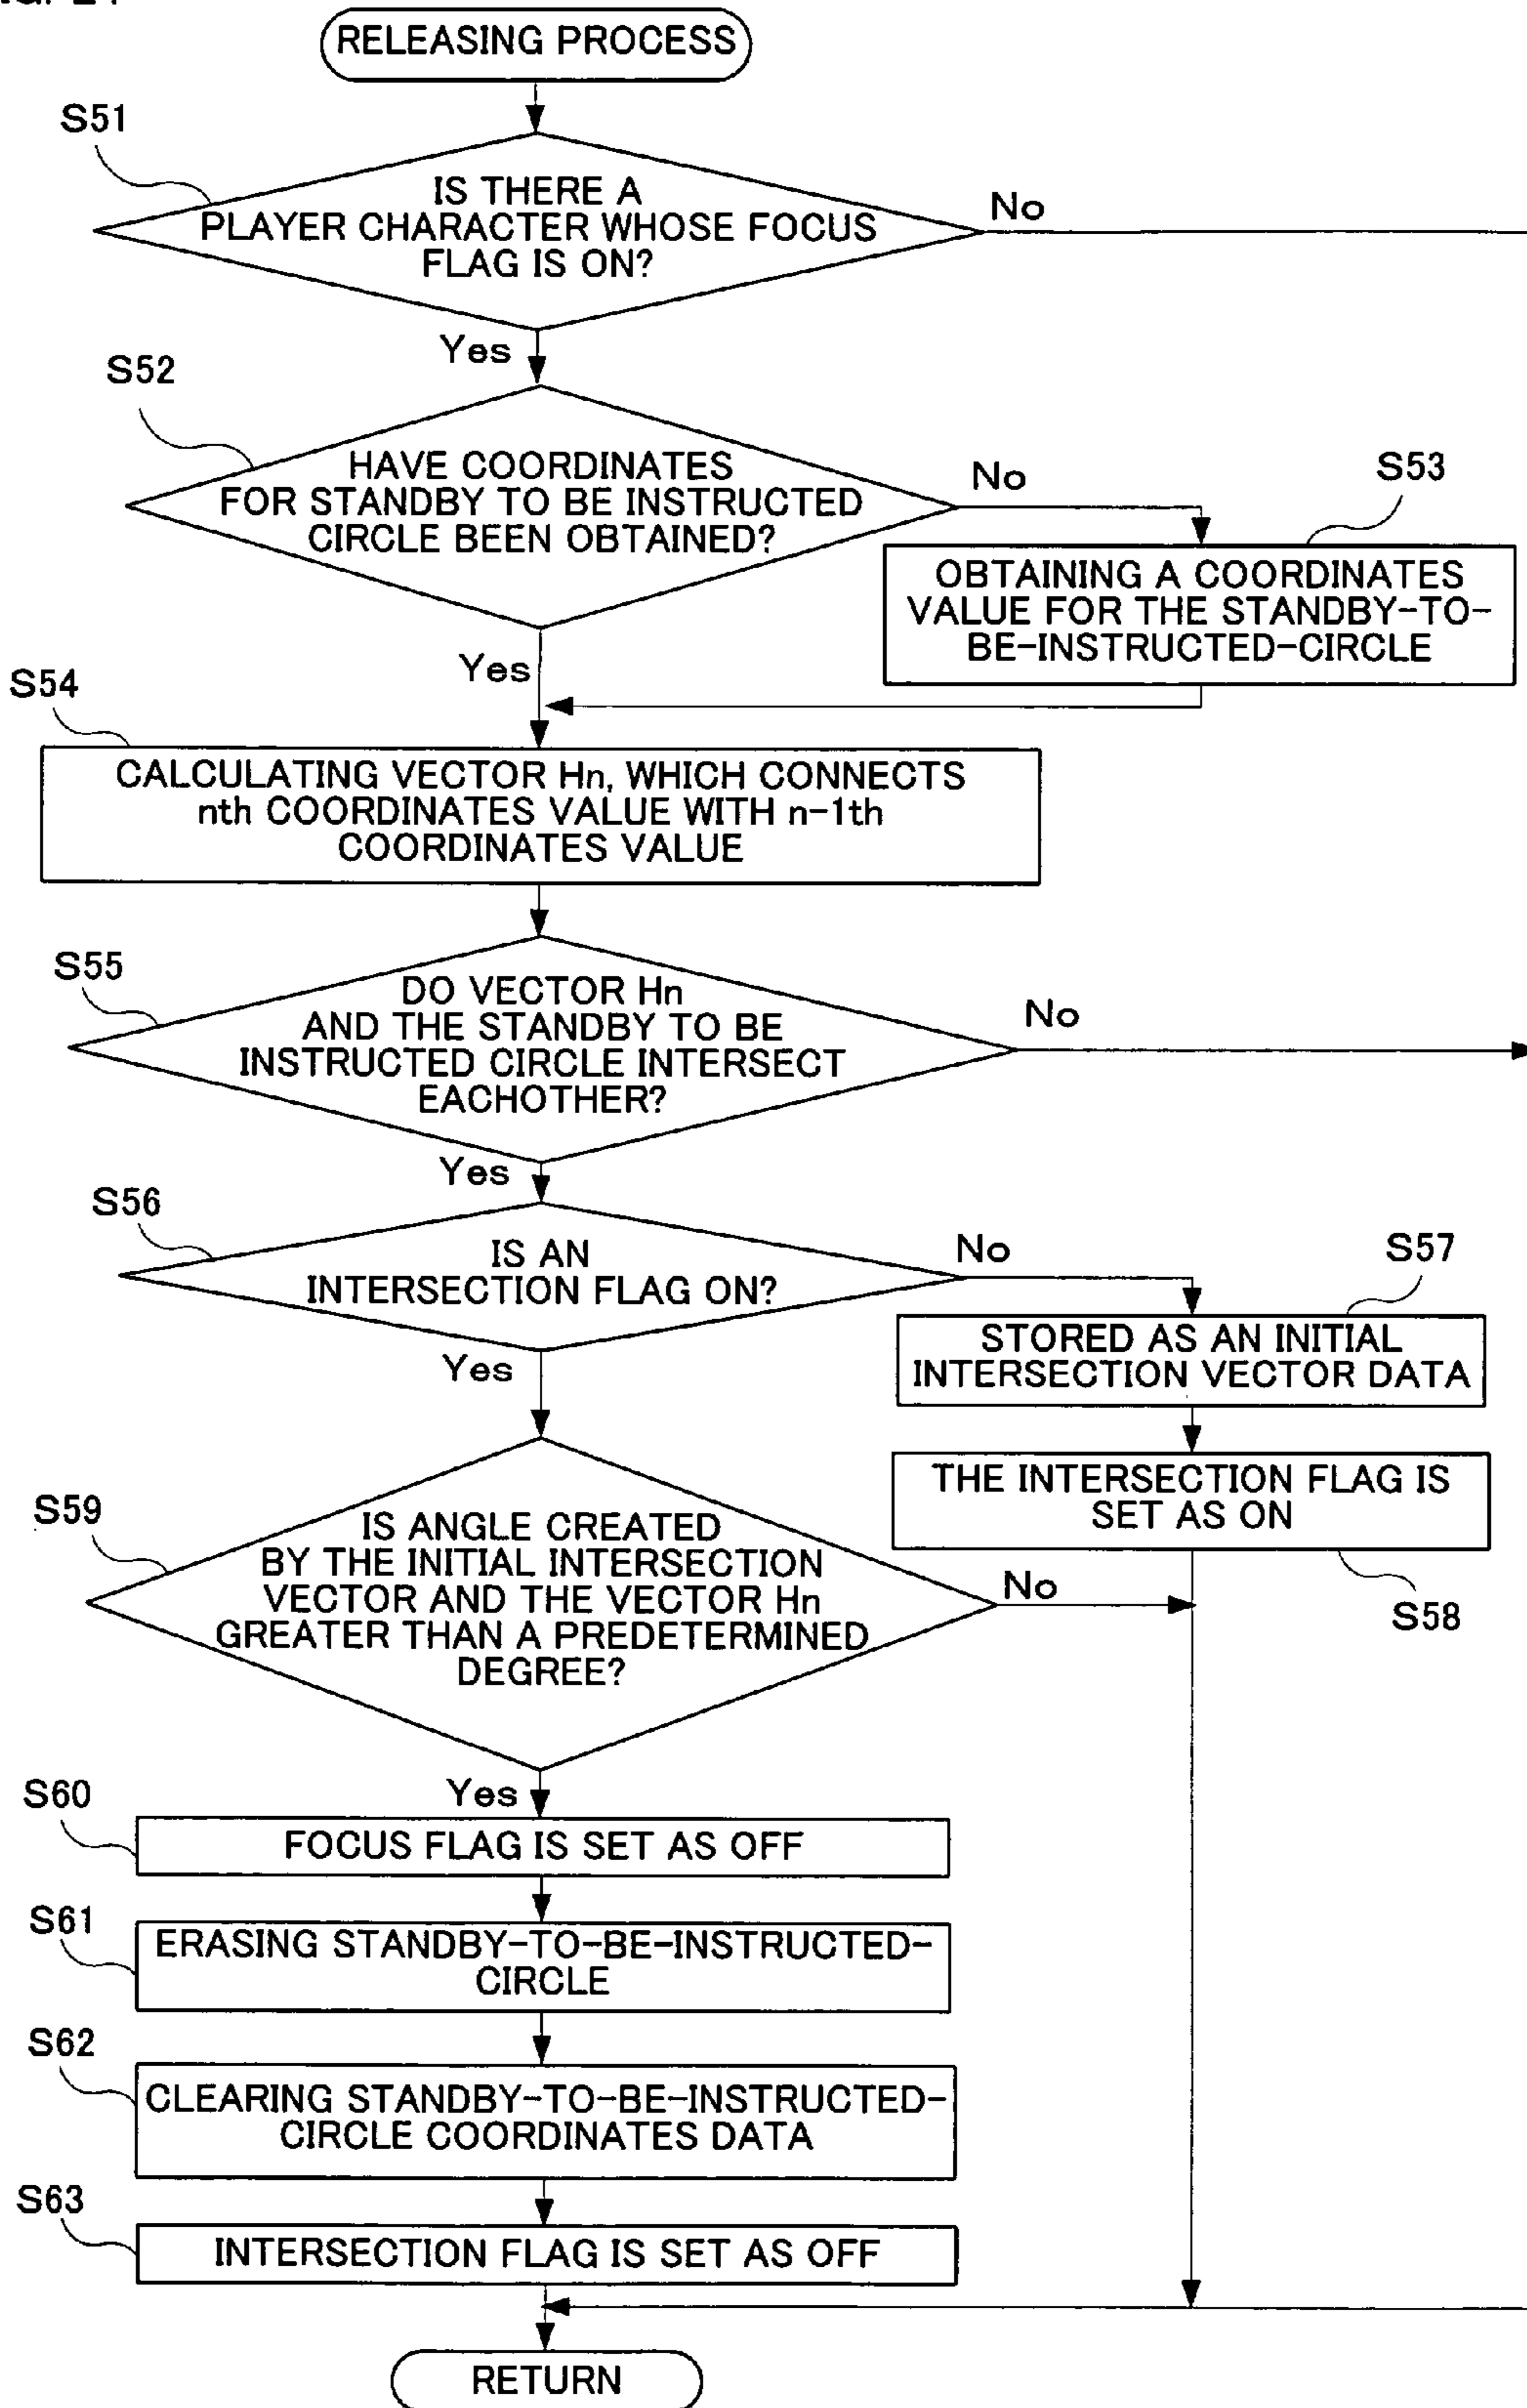 RELEASING PROCESS
S51
IS THERE A
PLAYER CHARACTER WHOSE FOCUS
FLAG IS ON?
No
Yes
S52
HAVE COORDINATES
FOR STANDBY TO BE INSTRUCTED
CIRCLE BEEN OBTAINED?
No
S53
OBTAINING A COORDINATES
VALUE FOR THE STANDBY-TO-
BE-INSTRUCTED-CIRCLE
Yes
S54
CALCULATING VECTOR Hn, WHICH CONNECTS
nth COORDINATES VALUE WITH n-1th
COORDINATES VALUE
S55
DO VECTOR Hn
AND THE STANDBY TO BE
INSTRUCTED CIRCLE INTERSECT
EACHOTHER?
No
Yes
S56
IS AN
INTERSECTION FLAG ON?
No
S57
STORED AS AN INITIAL
INTERSECTION VECTOR DATA
Yes
THE INTERSECTION FLAG IS
SET AS ON
S58
S59
IS ANGLE CREATED
BY THE INITIAL INTERSECTION
VECTOR AND THE VECTOR Hn
GREATER THAN A PREDETERMINED
DEGREE?
No
Yes
S60
FOCUS FLAG IS SET AS OFF
S61
ERASING STANDBY-TO-BE-INSTRUCTED-
CIRCLE
S62
CLEARING STANDBY-TO-BE-INSTRUCTED-
CIRCLE COORDINATES DATA
S63
INTERSECTION FLAG IS SET AS OFF
RETURN